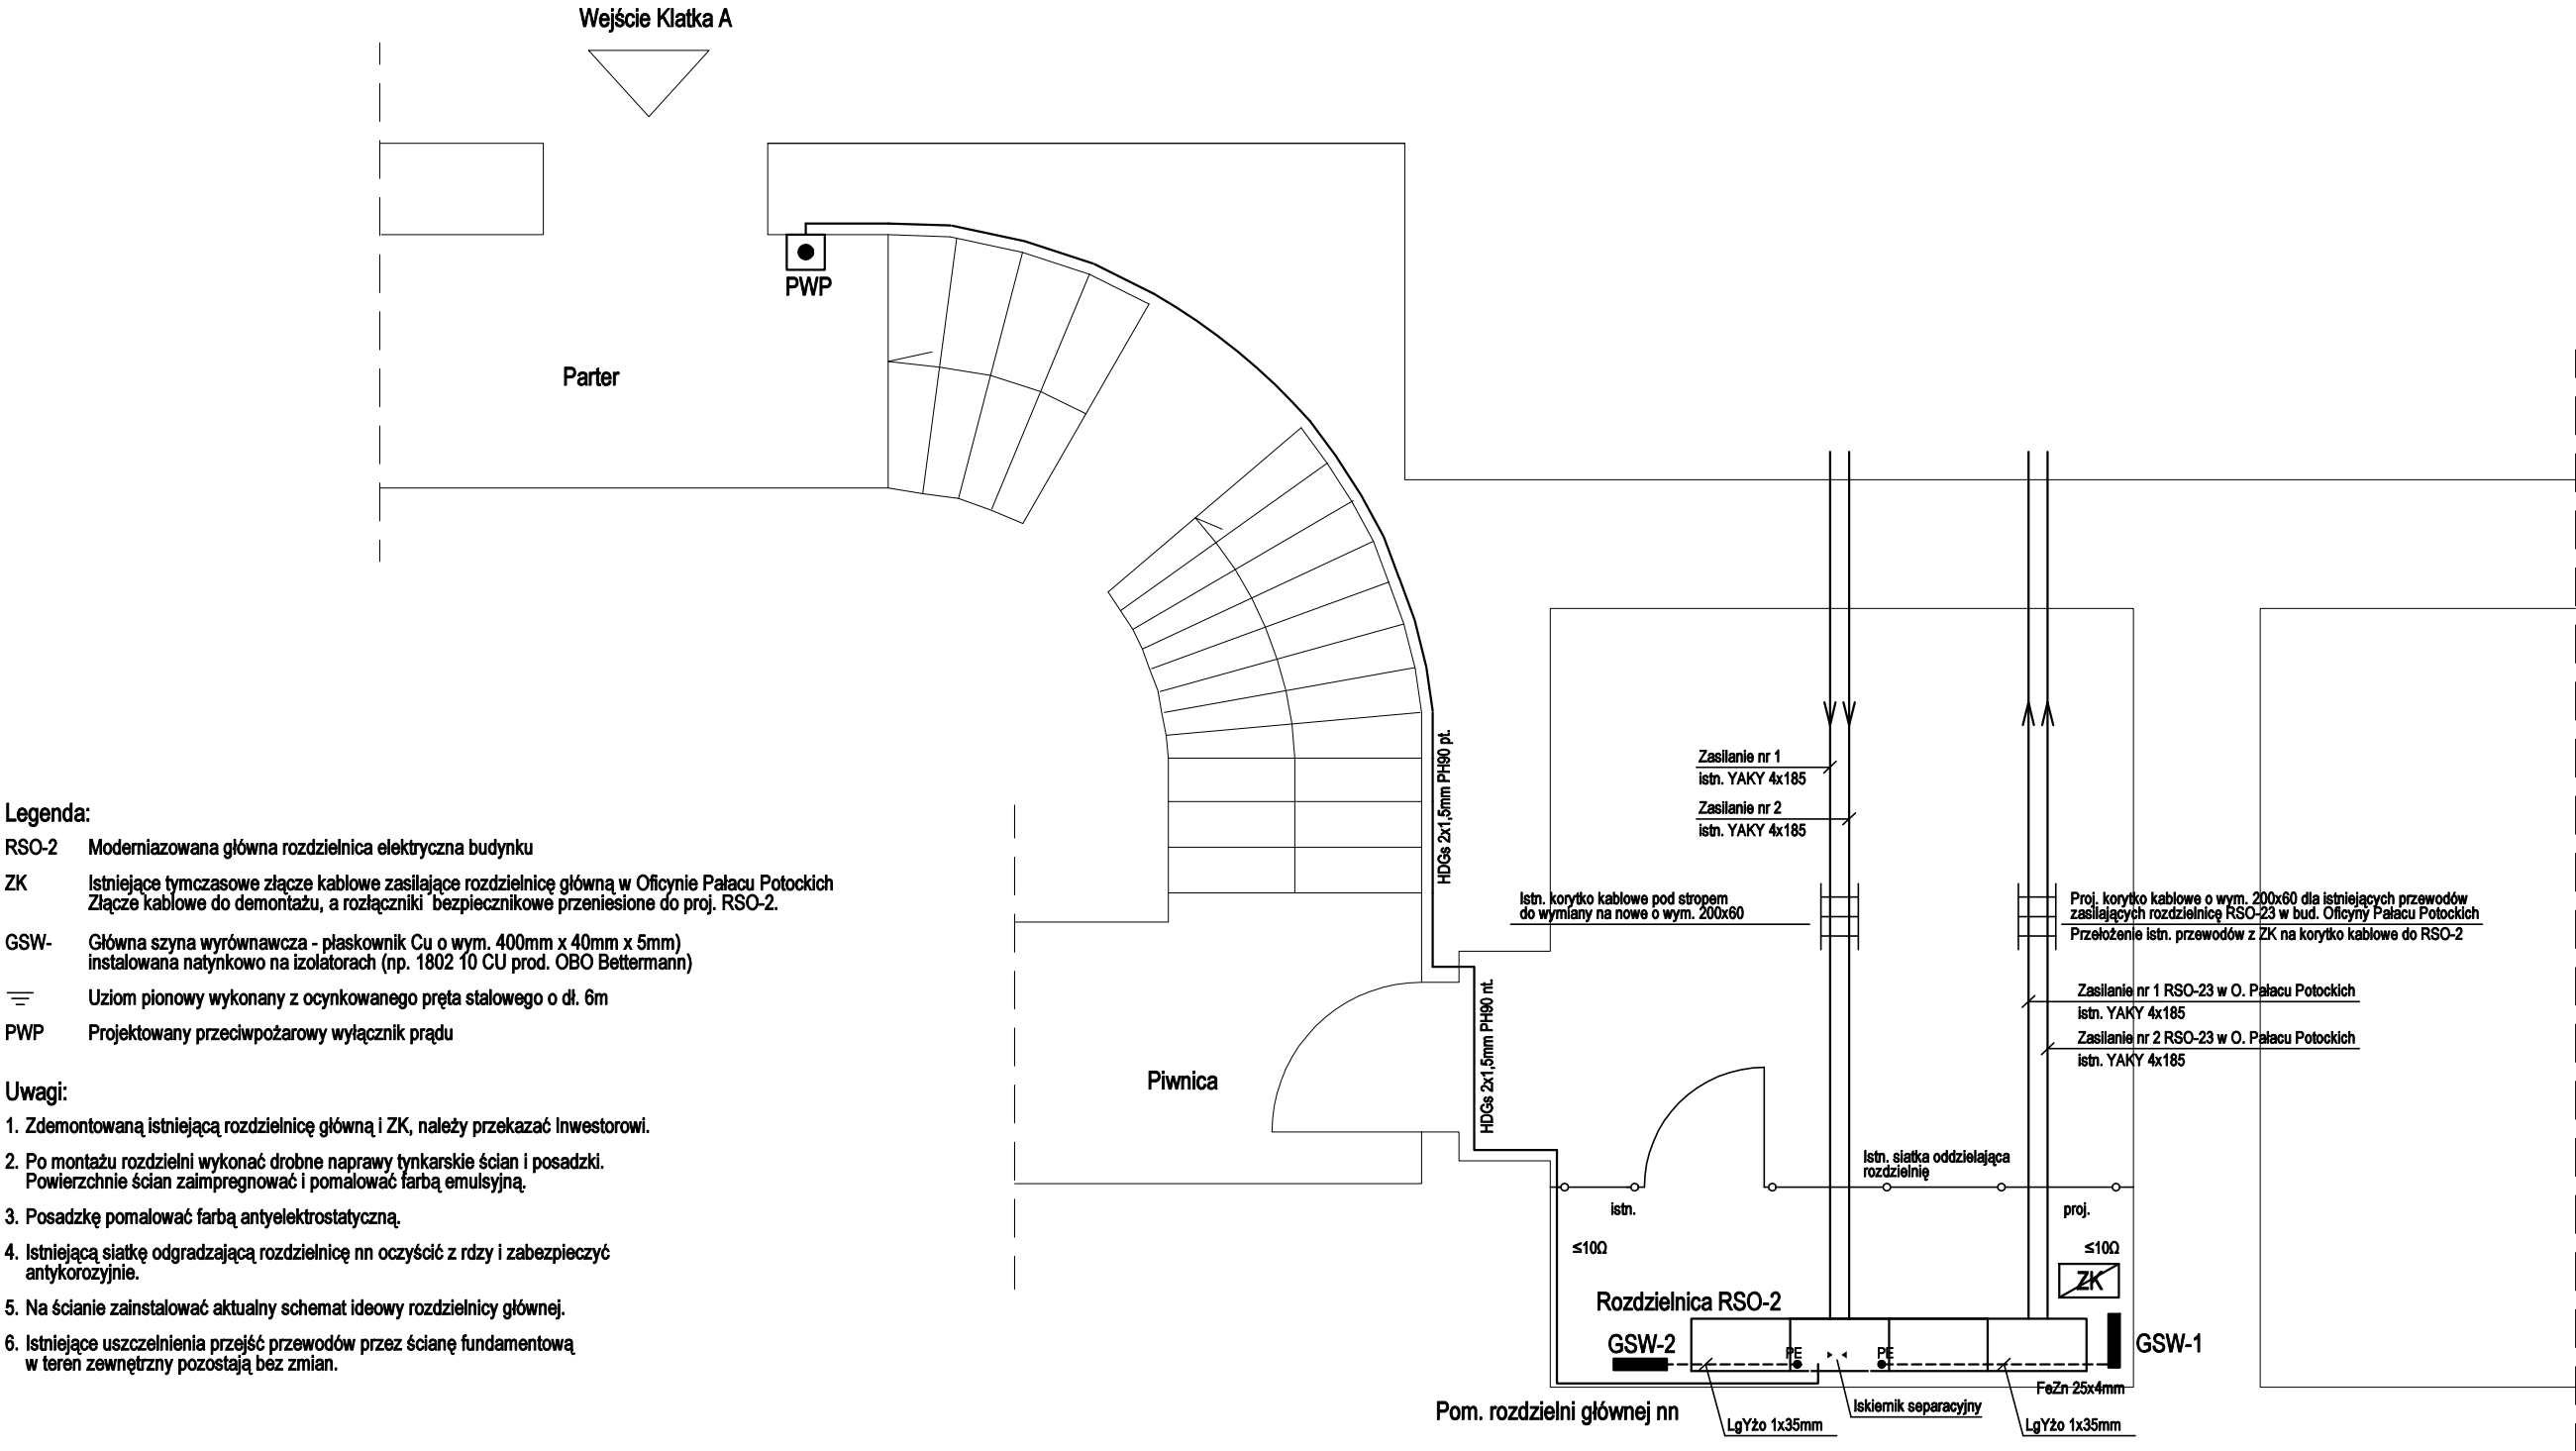 Wejście Klatka A
PWP
Parter
HDGs 2x1,5mm PH90 pt.
Zasilanie nr 1
istn. YAKY 4x185
Zasilanie nr 2
istn. YAKY 4x185
Istn. korytko kablowe pod stropem
do wymiany na nowe o wym. 200x60
Proj. korytko kablowe o wym. 200x60 dla istniejących przewodów
zasilających rozdzielnicę RSO-23 w bud. Oficyny Pałacu Potockich
Przełożenie istn. przewodów z ZK na korytko kablowe do RSO-2
Zasilanie nr 1 RSO-23 w O. Pałacu Potockich
istn. YAKY 4x185
Zasilanie nr 2 RSO-23 w O. Pałacu Potockich
istn. YAKY 4x185
HDGs 2x1,5mm PH90 nt.
Piwnica
Istn. siatka oddzielająca
rozdzielnię
istn.
proj.
≤10Ω
≤10Ω
ZK
Rozdzielnica RSO-2
GSW-2
PE
PE
GSW-1
FeZn 25x4mm
Pom. rozdzielni głównej nn
LgYżo 1x35mm
Iskiernik separacyjny
LgYżo 1x35mm
Legenda:
RSO-2 Moderniazowana główna rozdzielnica elektryczna budynku
ZK Istniejące tymczasowe złącze kablowe zasilające rozdzielnicę główną w Oficynie Pałacu Potockich
Złącze kablowe do demontażu, a rozłączniki bezpiecznikowe przeniesione do proj. RSO-2.
GSW- Główna szyna wyrównawcza - płaskownik Cu o wym. 400mm x 40mm x 5mm)
instalowana natynkowo na izolatorach (np. 1802 10 CU prod. OBO Bettermann)
Uziom pionowy wykonany z ocynkowanego pręta stalowego o dł. 6m
PWP Projektowany przeciwpożarowy wyłącznik prądu
Uwagi:
1. Zdemontowaną istniejącą rozdzielnicę główną i ZK, należy przekazać Inwestorowi.
2. Po montażu rozdzielni wykonać drobne naprawy tynkarskie ścian i posadzki.
Powierzchnie ścian zaimpregnować i pomalować farbą emulsyjną.
3. Posadzkę pomalować farbą antyelektrostatyczną.
4. Istniejącą siatkę odgradzającą rozdzielnicę nn oczyścić z rdzy i zabezpieczyć
antykorozyjnie.
5. Na ścianie zainstalować aktualny schemat ideowy rozdzielnicy głównej.
6. Istniejące uszczelnienia przejść przewodów przez ścianę fundamentową
w teren zewnętrzny pozostają bez zmian.